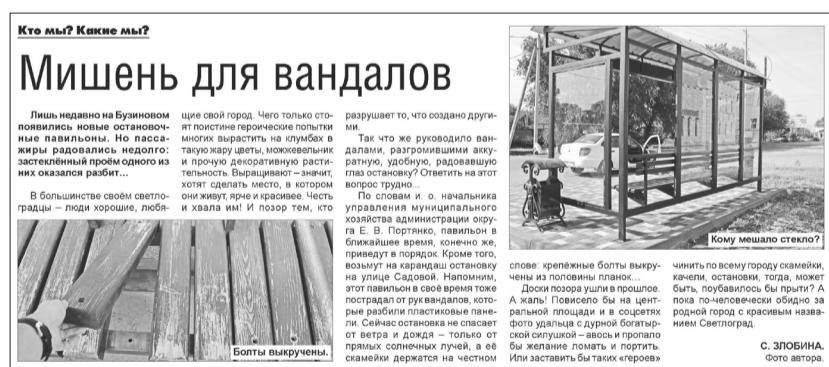 Кто мы? Какие мы?
Мишень для вандалов
Лишь недавно на Бузиновом
появились новые остановоч-
ные павильоны. Но пасса-
жиры радовались недолго:
застеклённый проём одного из
них оказался разбит...
В большинстве своём светло-
градцы – люди хорошие, любя-
щие свой город. Чего только сто-
ят поистине героические попытки
многих вырастить на клумбах в
такую жару цветы, можжевельник
и прочую декоративную расти-
тельность. Выращивают – значит,
хотят сделать место, в котором
они живут, ярче и красивее. Честь
и хвала им! И позор тем, кто
разрушает то, что создано други-
ми.
Так что же руководило ван-
далами, разгромившими акку-
ратную, удобную, радовавшую
глаз остановку? Ответить на этот
вопрос трудно...
По словам и. о. начальника
управления муниципального
хозяйства администрации окру-
га Е. В. Портянко, павильон в
ближайшее время, конечно же,
приведут в порядок. Кроме того,
возьмут на карандаш остановку
на улице Садовой. Напомним,
этот павильон в своё время тоже
пострадал от рук вандалов, кото-
рые разбили пластиковые пане-
ли. Сейчас остановка не спасает
от ветра и дождя – только от
прямых солнечных лучей, а её
скамейки держатся на честном
слове: крепёжные болты выкру-
чены из половины планок...
Доски позора ушли в прошлое.
А жаль! Повисело бы на цент-
ральной площади и в соцсетях
фото удальца с дурной богатыр-
ской силушкой – авось и пропало
бы желание ломать и портить.
Или заставить бы таких «героев»
чинить по всему городу скамейки,
качели, остановки, тогда, может
быть, поубавилось бы прыти? А
пока по-человечески обидно за
родной город с красивым назва-
нием Светлоград.
С. ЗЛОБИНА.
Фото автора.
Болты выкручены.
Кому мешало стекло?